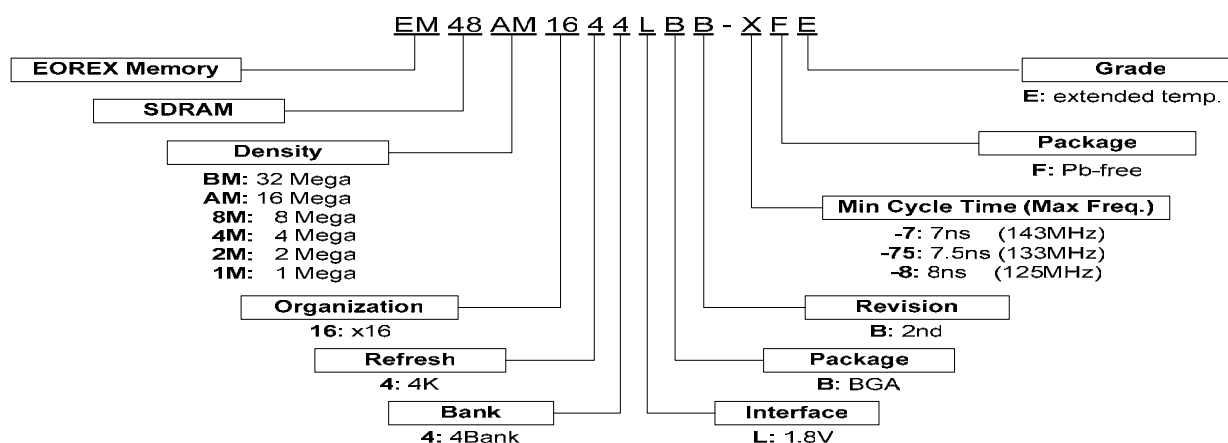 EM 48 AM 16 4 4 L B B - X F E
EOREX Memory
Grade
E: extended temp.
SDRAM
Density
BM: 32 Mega
AM: 16 Mega
8M: 8 Mega
4M: 4 Mega
2M: 2 Mega
1M: 1 Mega
Package
F: Pb-free
Min Cycle Time (Max Freq.)
-7: 7ns (143MHz)
-75: 7.5ns (133MHz)
-8: 8ns (125MHz)
Organization
16: x16
Revision
B: 2nd
Refresh
4: 4K
Package
B: BGA
Bank
4: 4Bank
Interface
L: 1.8V